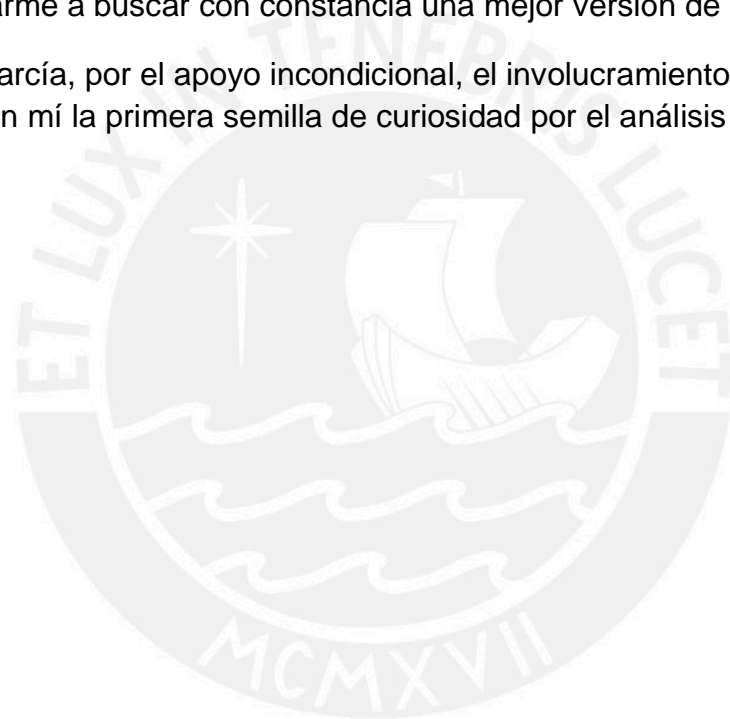 arme a buscar con constancia una mejor versión de
arcía, por el apoyo incondicional, el involucramiento
n mí la primera semilla de curiosidad por el análisis
ET LUX IN TENEBRIS LUCET
MCMXVII